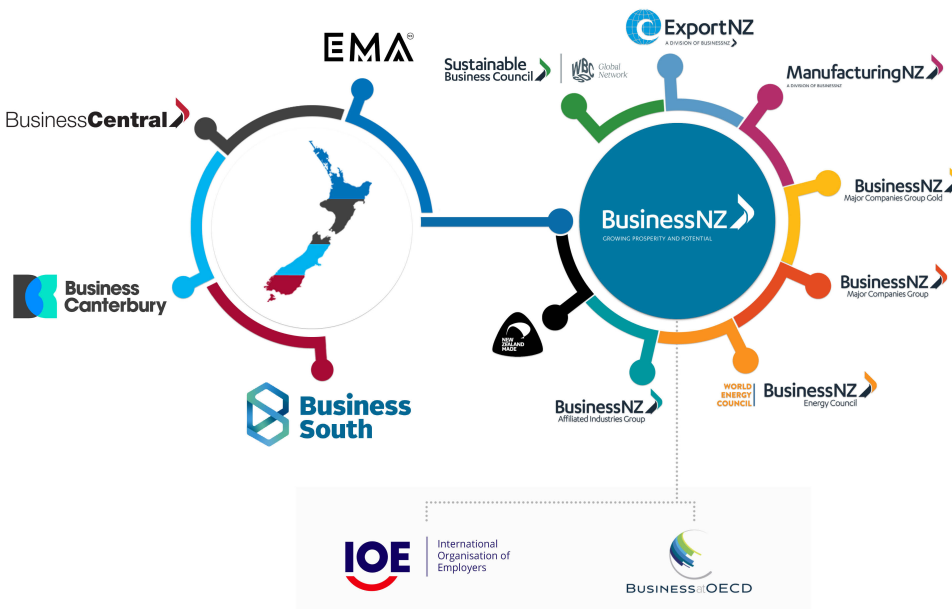 EMA
ExportNZ
A DIVISION OF BUSINESSNZ
Sustainable
Business Council
WBC
Global
Network
ManufacturingNZ
A DIVISION OF BUSINESSNZ
BusinessCentral
BusinessNZ
Major Companies Group Gold
BusinessNZ
GROWING PROSPERITY AND POTENTIAL
Business
Canterbury
BusinessNZ
Major Companies Group
NEW
ZEALAND
MADE
Business
South
BusinessNZ
Affiliated Industries Group
WORLD
ENERGY
COUNCIL
BusinessNZ
Energy Council
IOE
International
Organisation of
Employers
BUSINESSatOECD